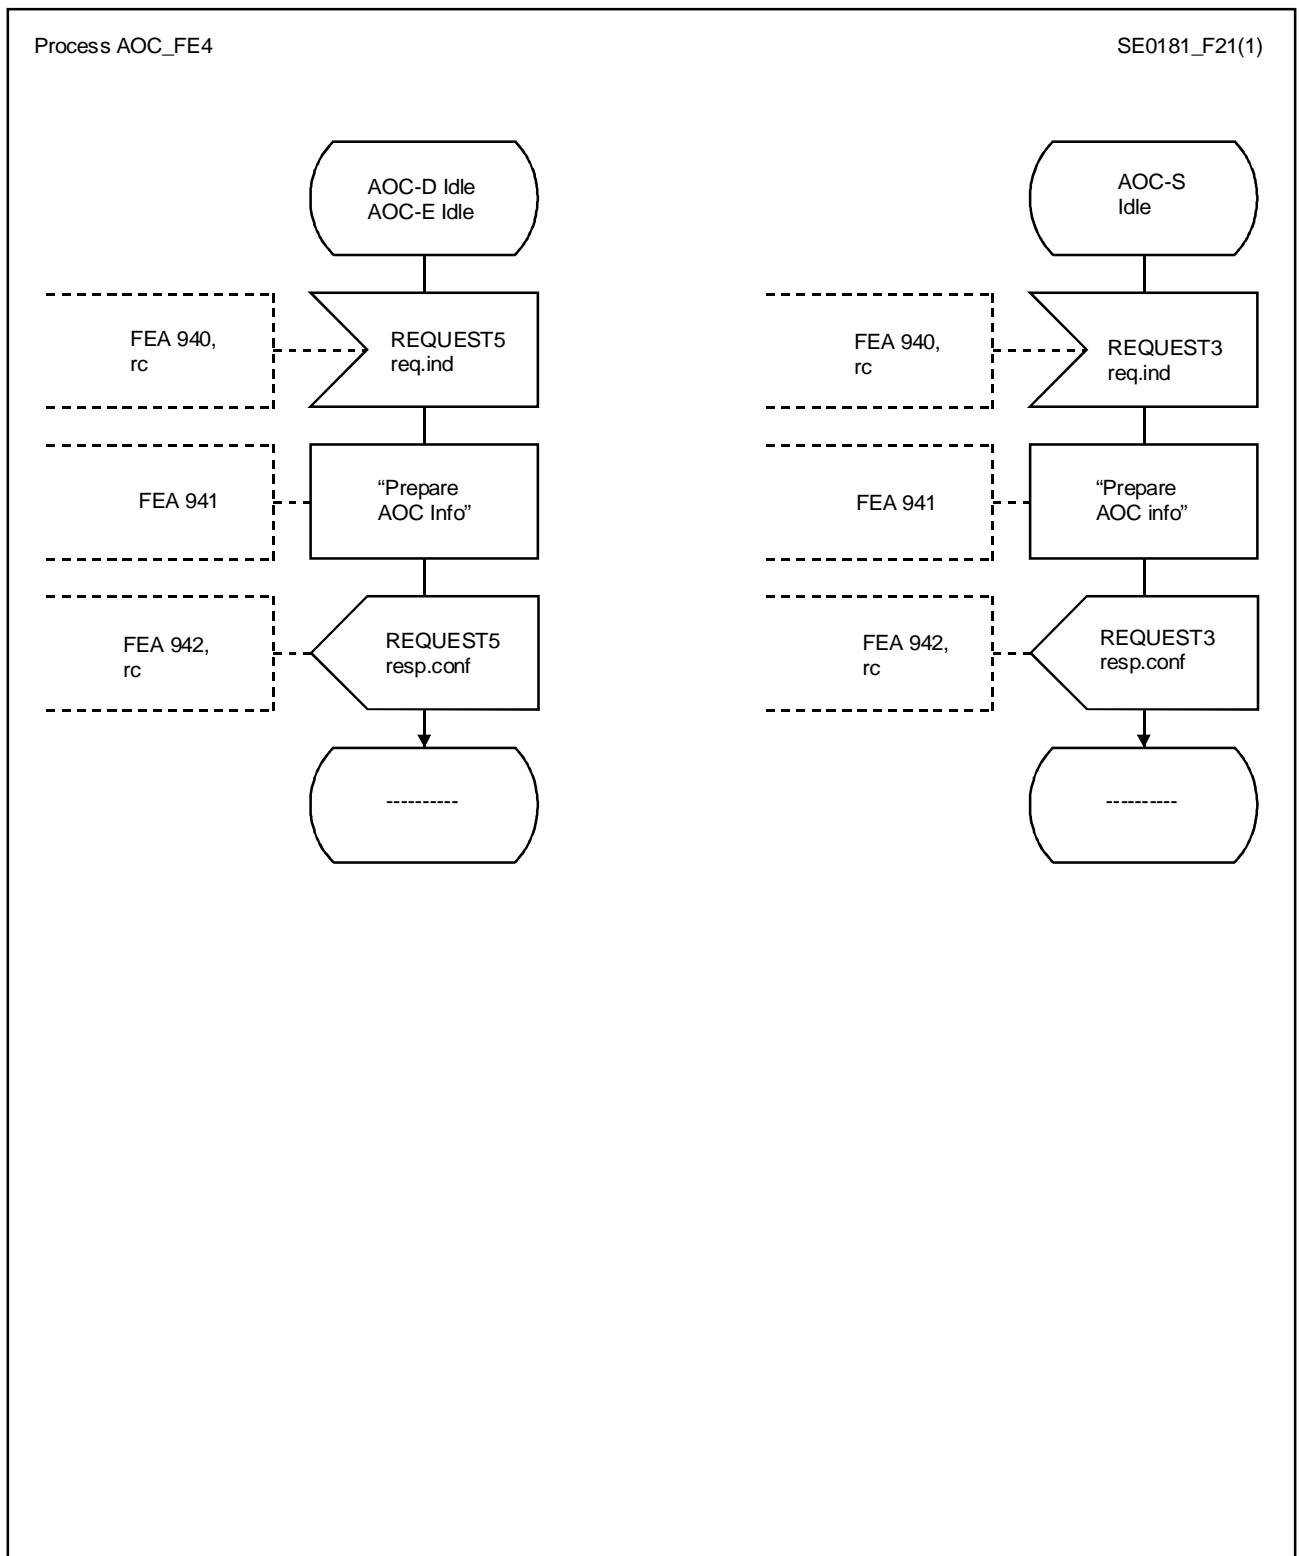 Process AOC_FE4
SE0181_F21(1)
AOC-D Idle
AOC-E Idle
FEA 940,
rc
REQUEST5
req.ind
FEA 941
“Prepare
AOC Info”
FEA 942,
rc
REQUEST5
resp.conf
----------
AOC-S
Idle
FEA 940,
rc
REQUEST3
req.ind
FEA 941
“Prepare
AOC info”
FEA 942,
rc
REQUEST3
resp.conf
----------